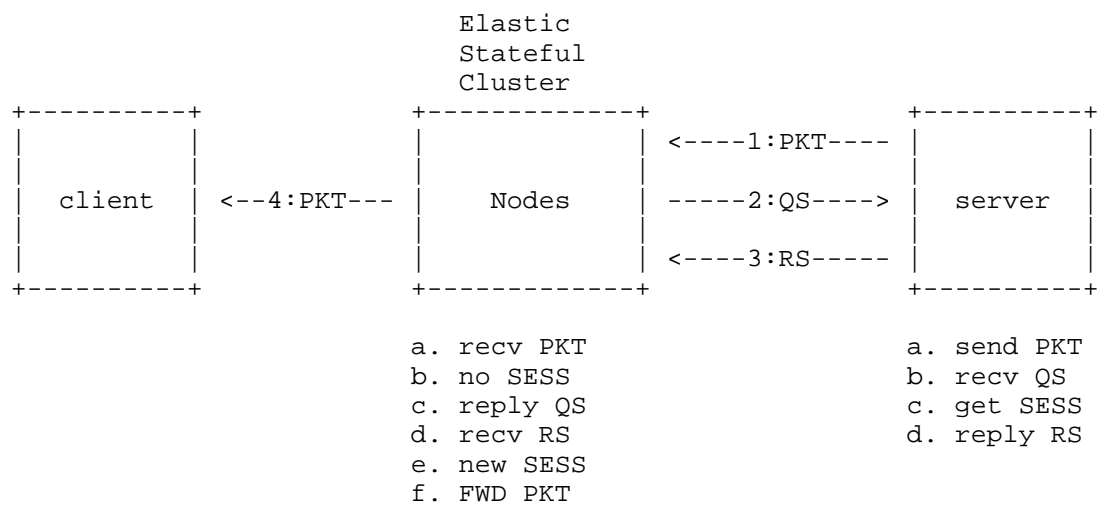 Elastic
Stateful
Cluster
+----------+ +-------------+ +----------+
| | | | <----1:PKT---- | |
| client | <--4:PKT--- | Nodes | -----2:QS----> | server |
| | | | <----3:RS----- | |
+----------+ +-------------+ +----------+
a. recv PKT a. send PKT
b. no SESS b. recv QS
c. reply QS c. get SESS
d. recv RS d. reply RS
e. new SESS
f. FWD PKT